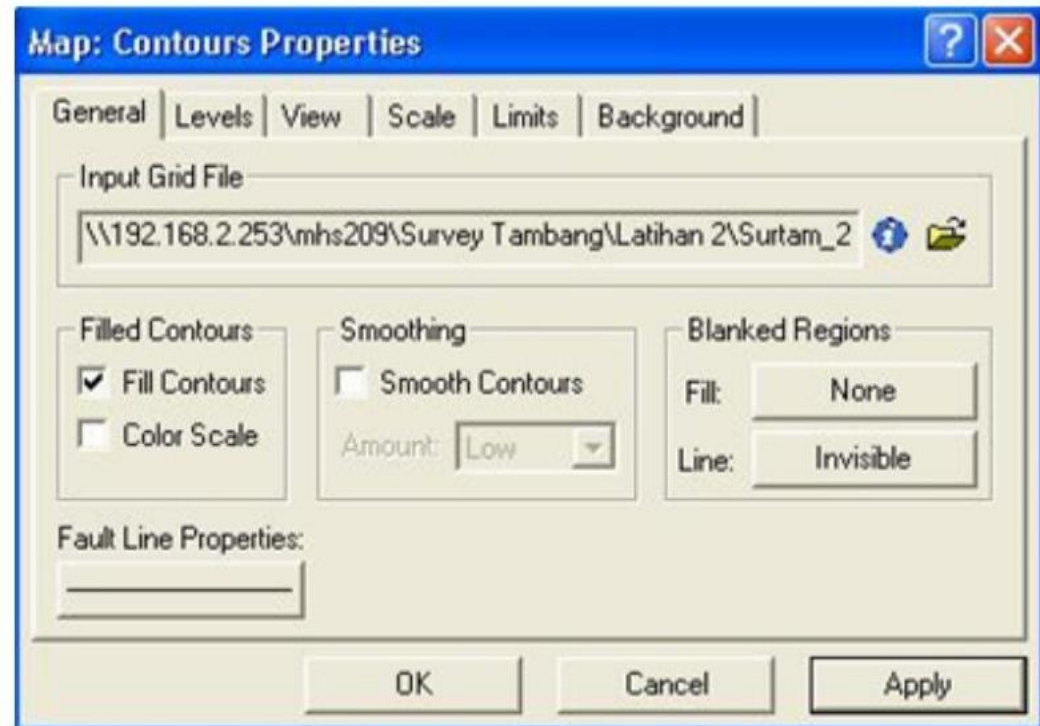 Map: Contours Properties
General Levels View Scale Limits Background
Input Grid File
\\192.168.2.253\mhs209\Survey Tambang\Latihan 2\Surtam_2
Filled Contours
Fill Contours
Color Scale
Smoothing
Smooth Contours
Amount: Low
Blanked Regions
Fill: None
Line: Invisible
Fault Line Properties:
OK Cancel Apply